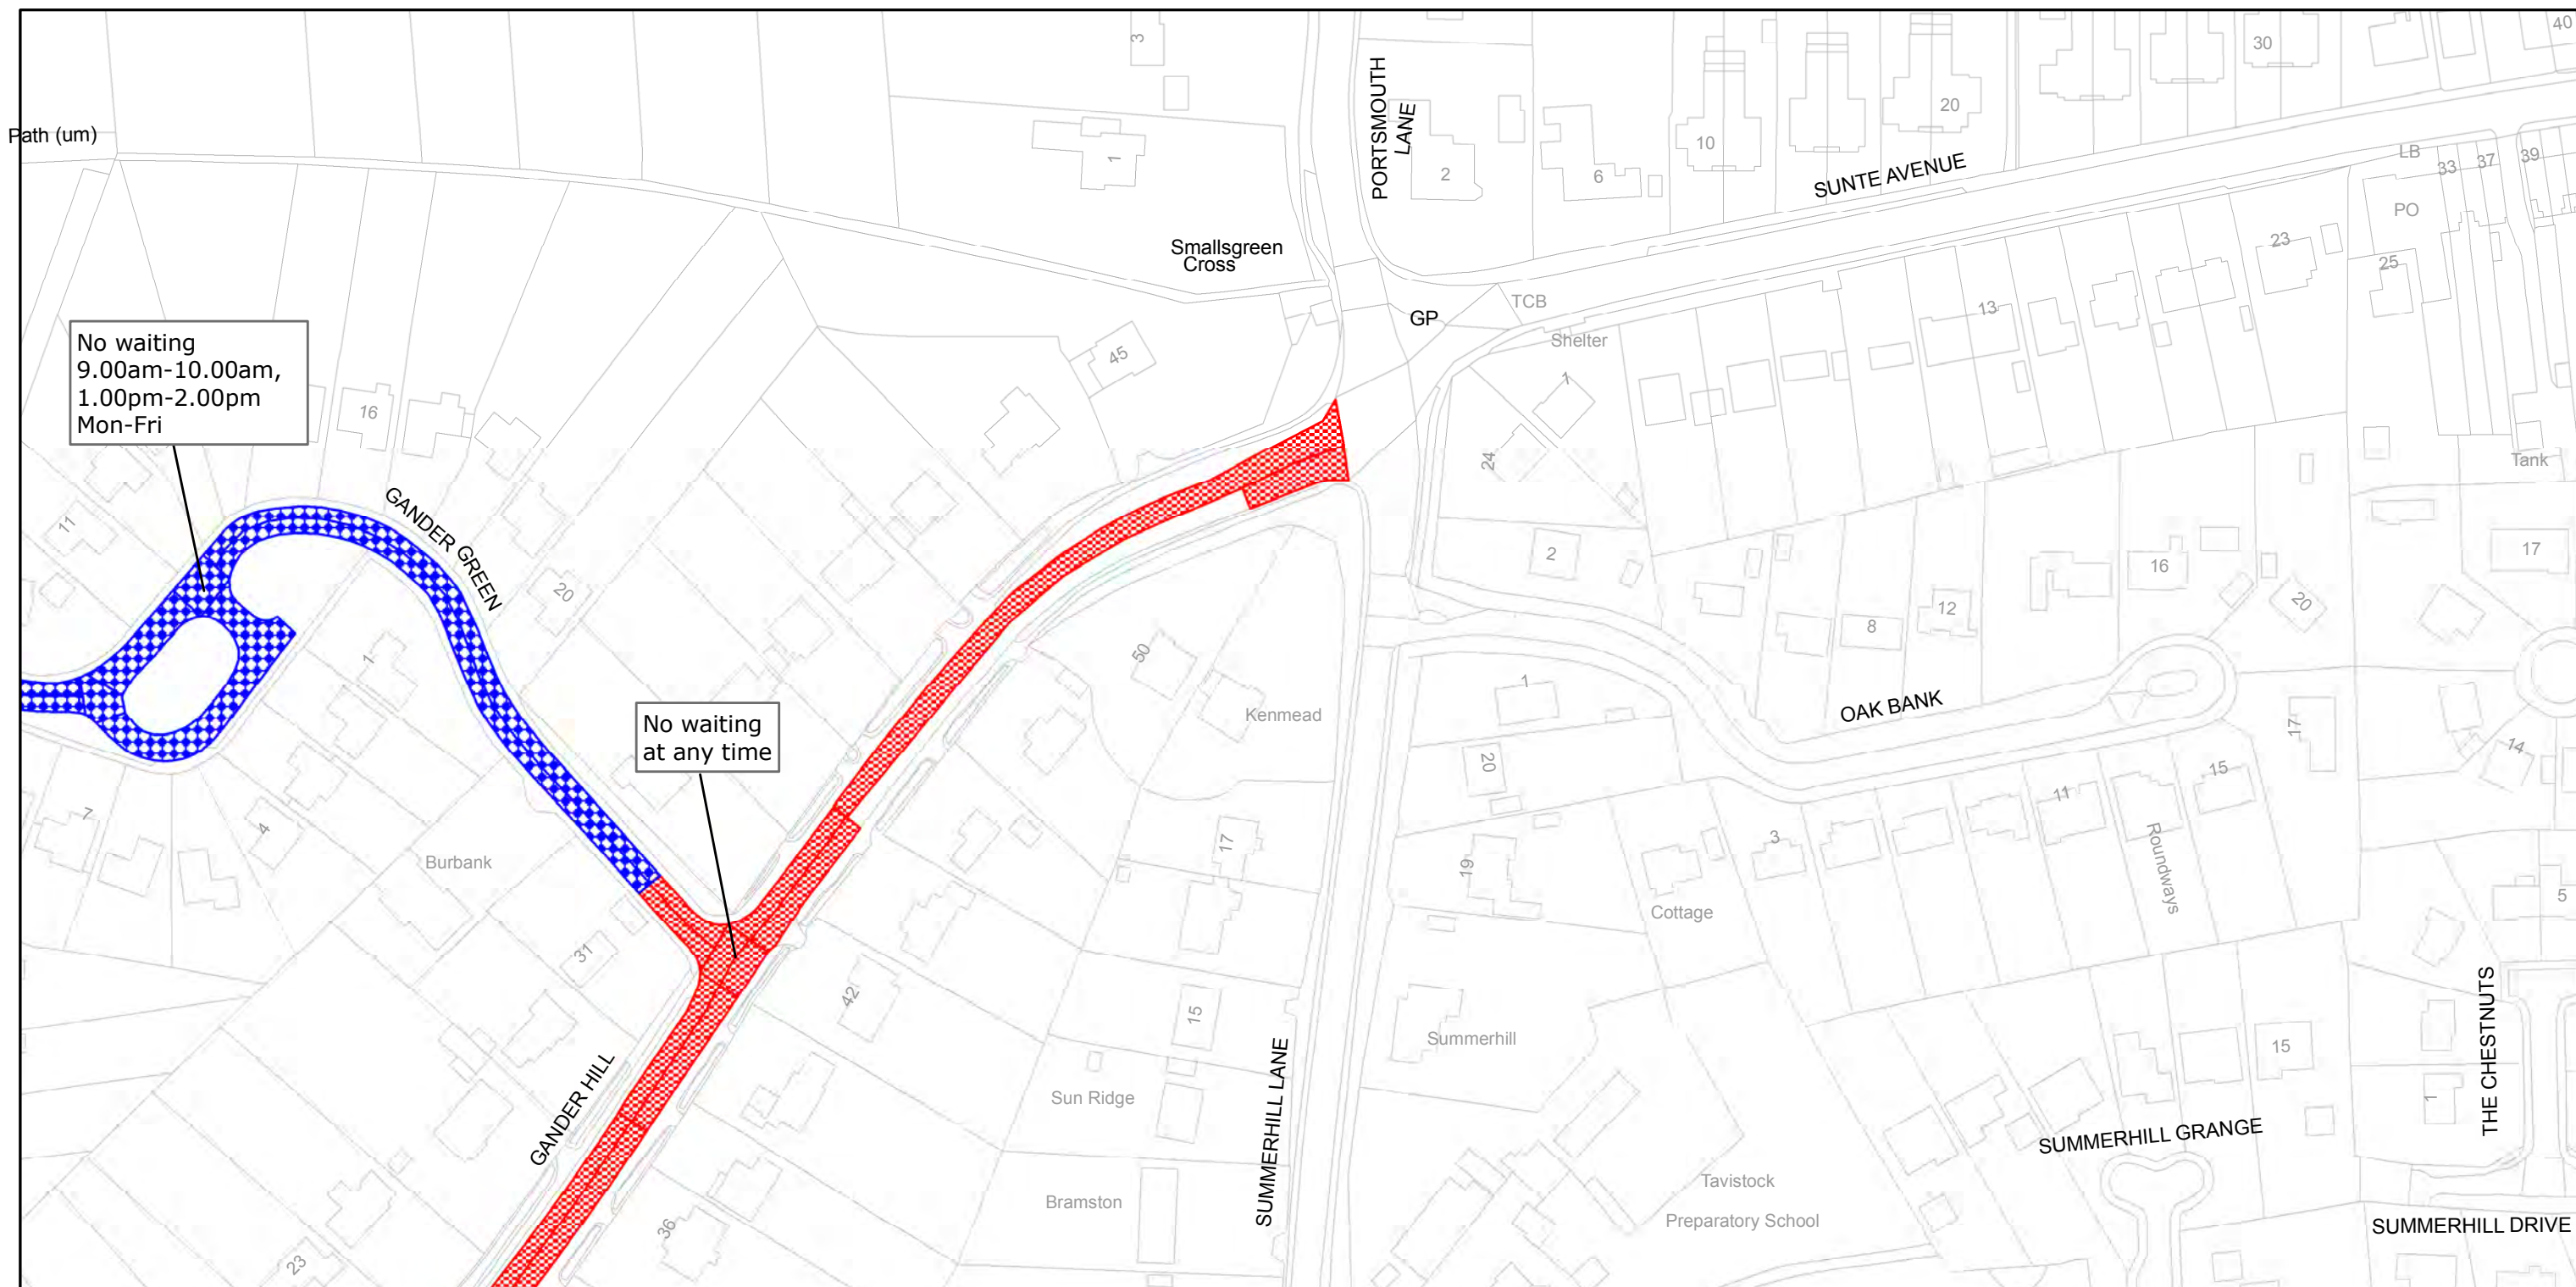 3
40
30
PORTSMOUTH
LANE
20
Path (um)
10
1
2
6
SUNTE AVENUE
LB
33
37
39
PO
Smallsgreen
Cross
23
25
TCB
GP
13
Shelter
No waiting
9.00am-10.00am,
1.00pm-2.00pm
Mon-Fri
45
1
16
24
Tank
GANDER GREEN
11
2
17
20
16
20
12
8
1
50
1
OAK BANK
Kenmead
17
14
No waiting
at any time
20
15
11
7
4
3
17
Roundways
Burbank
19
5
Cottage
31
42
15
Summerhill
15
THE CHESTNUTS
GANDER HILL
SUMMERHILL LANE
Sun Ridge
1
SUMMERHILL GRANGE
Tavistock
Preparatory School
Bramston
36
SUMMERHILL DRIVE
23